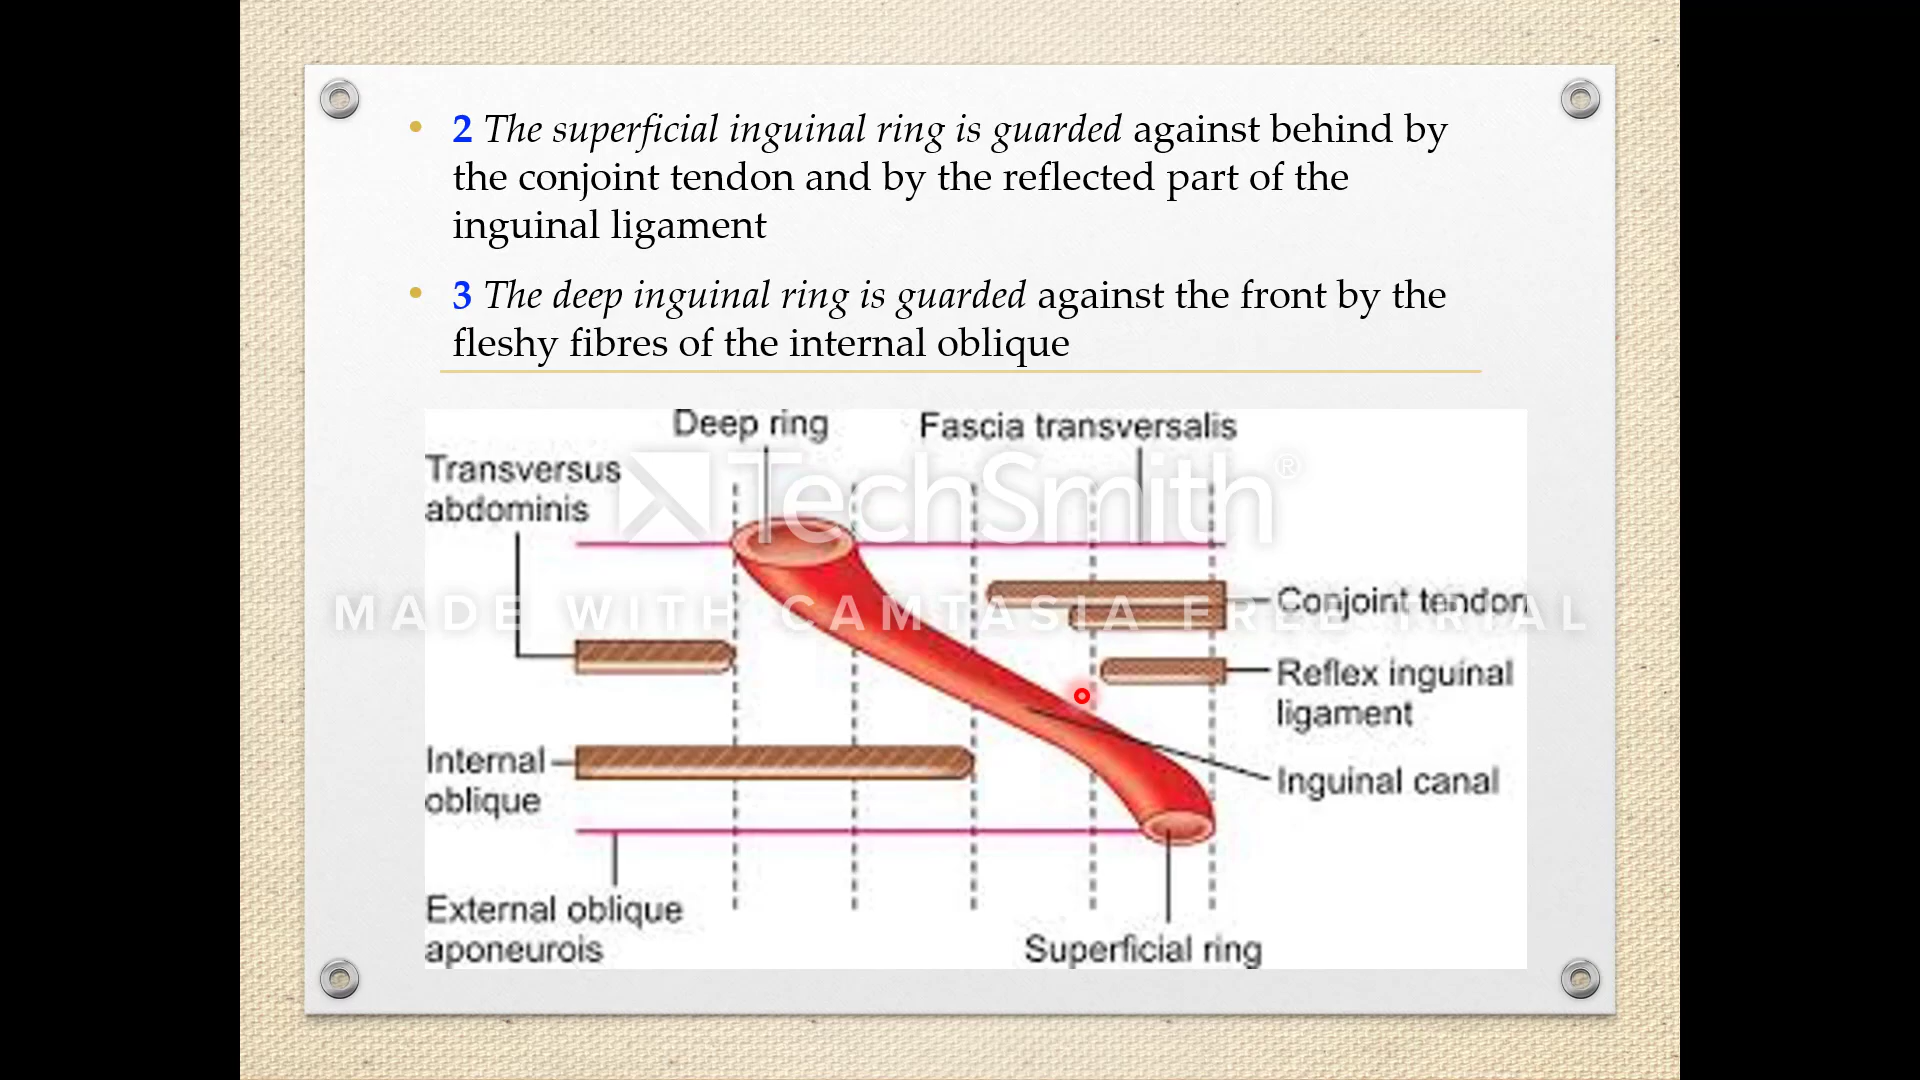 • 2 The superficial inguinal ring is guarded against behind by
the conjoint tendon and by the reflected part of the
inguinal ligament
• 3 The deep inguinal ring is guarded against the front by the
fleshy fibres of the internal oblique
Deep ring
Fascia transversalis
Transversus
abdominis
TechSmith®
MADE WITH CAMTASIA FREE TRIAL
Conjoint tendon
Reflex inguinal
ligament
Internal
oblique
Inguinal canal
External oblique
aponeurois
Superficial ring